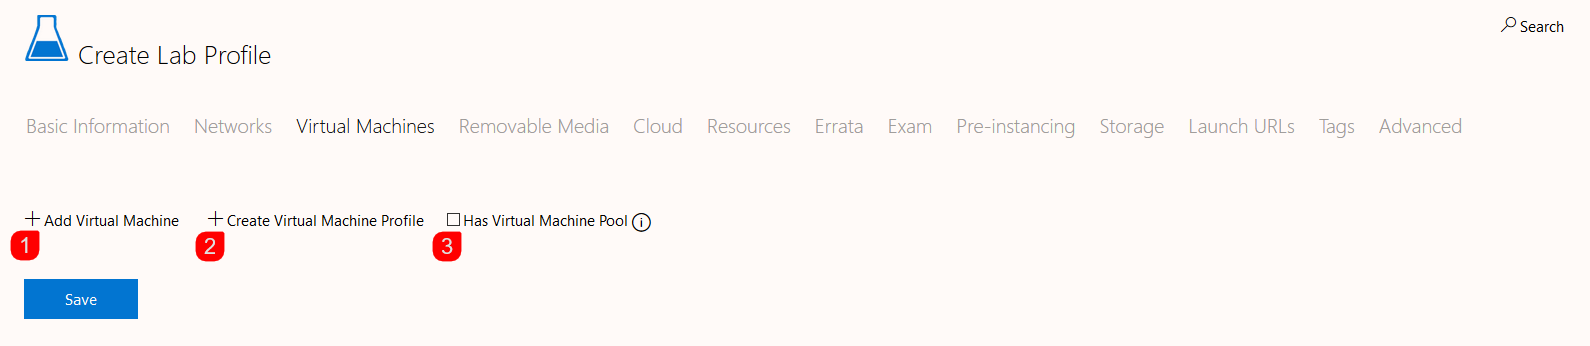 Search
Create Lab Profile
Basic Information Networks Virtual Machines Removable Media Cloud Resources Errata Exam Pre-instancing Storage Launch URLs Tags Advanced
Add Virtual Machine Create Virtual Machine Profile Has Virtual Machine Pool
1 2 3
Save